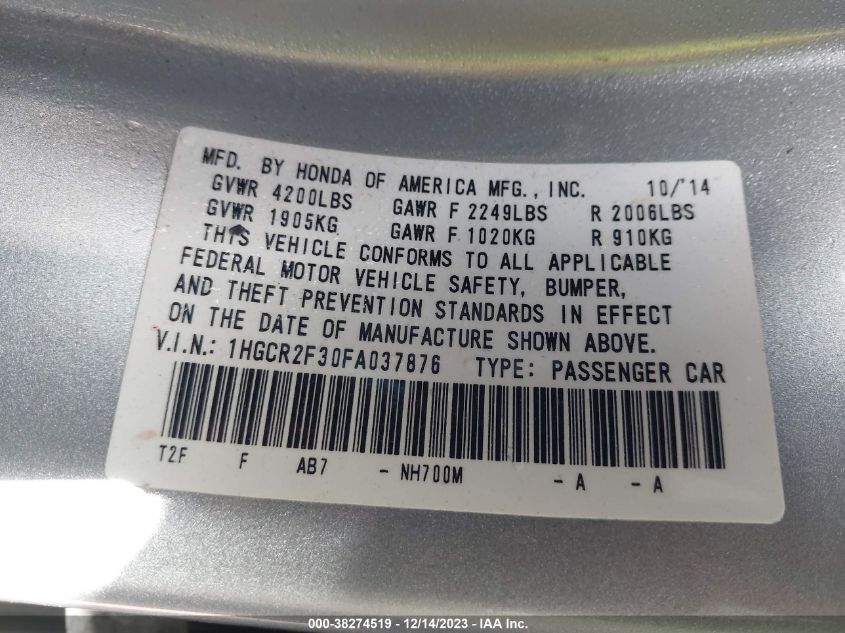 MFD. BY HONDA OF AMERICA MFG., INC. 10/'14
GVWR 4200LBS GAWR F 2249LBS R 2006LBS
GVWR 1905KG GAWR F 1020KG R 910KG
THIS VEHICLE CONFORMS TO ALL APPLICABLE
FEDERAL MOTOR VEHICLE SAFETY, BUMPER,
AND THEFT PREVENTION STANDARDS IN EFFECT
ON THE DATE OF MANUFACTURE SHOWN ABOVE.
V.I.N.: 1HGCR2F30FA037876 TYPE: PASSENGER CAR
T2F F AB7 - NH700M - A - A
000-38274519 - 12/14/2023 - IAA Inc.